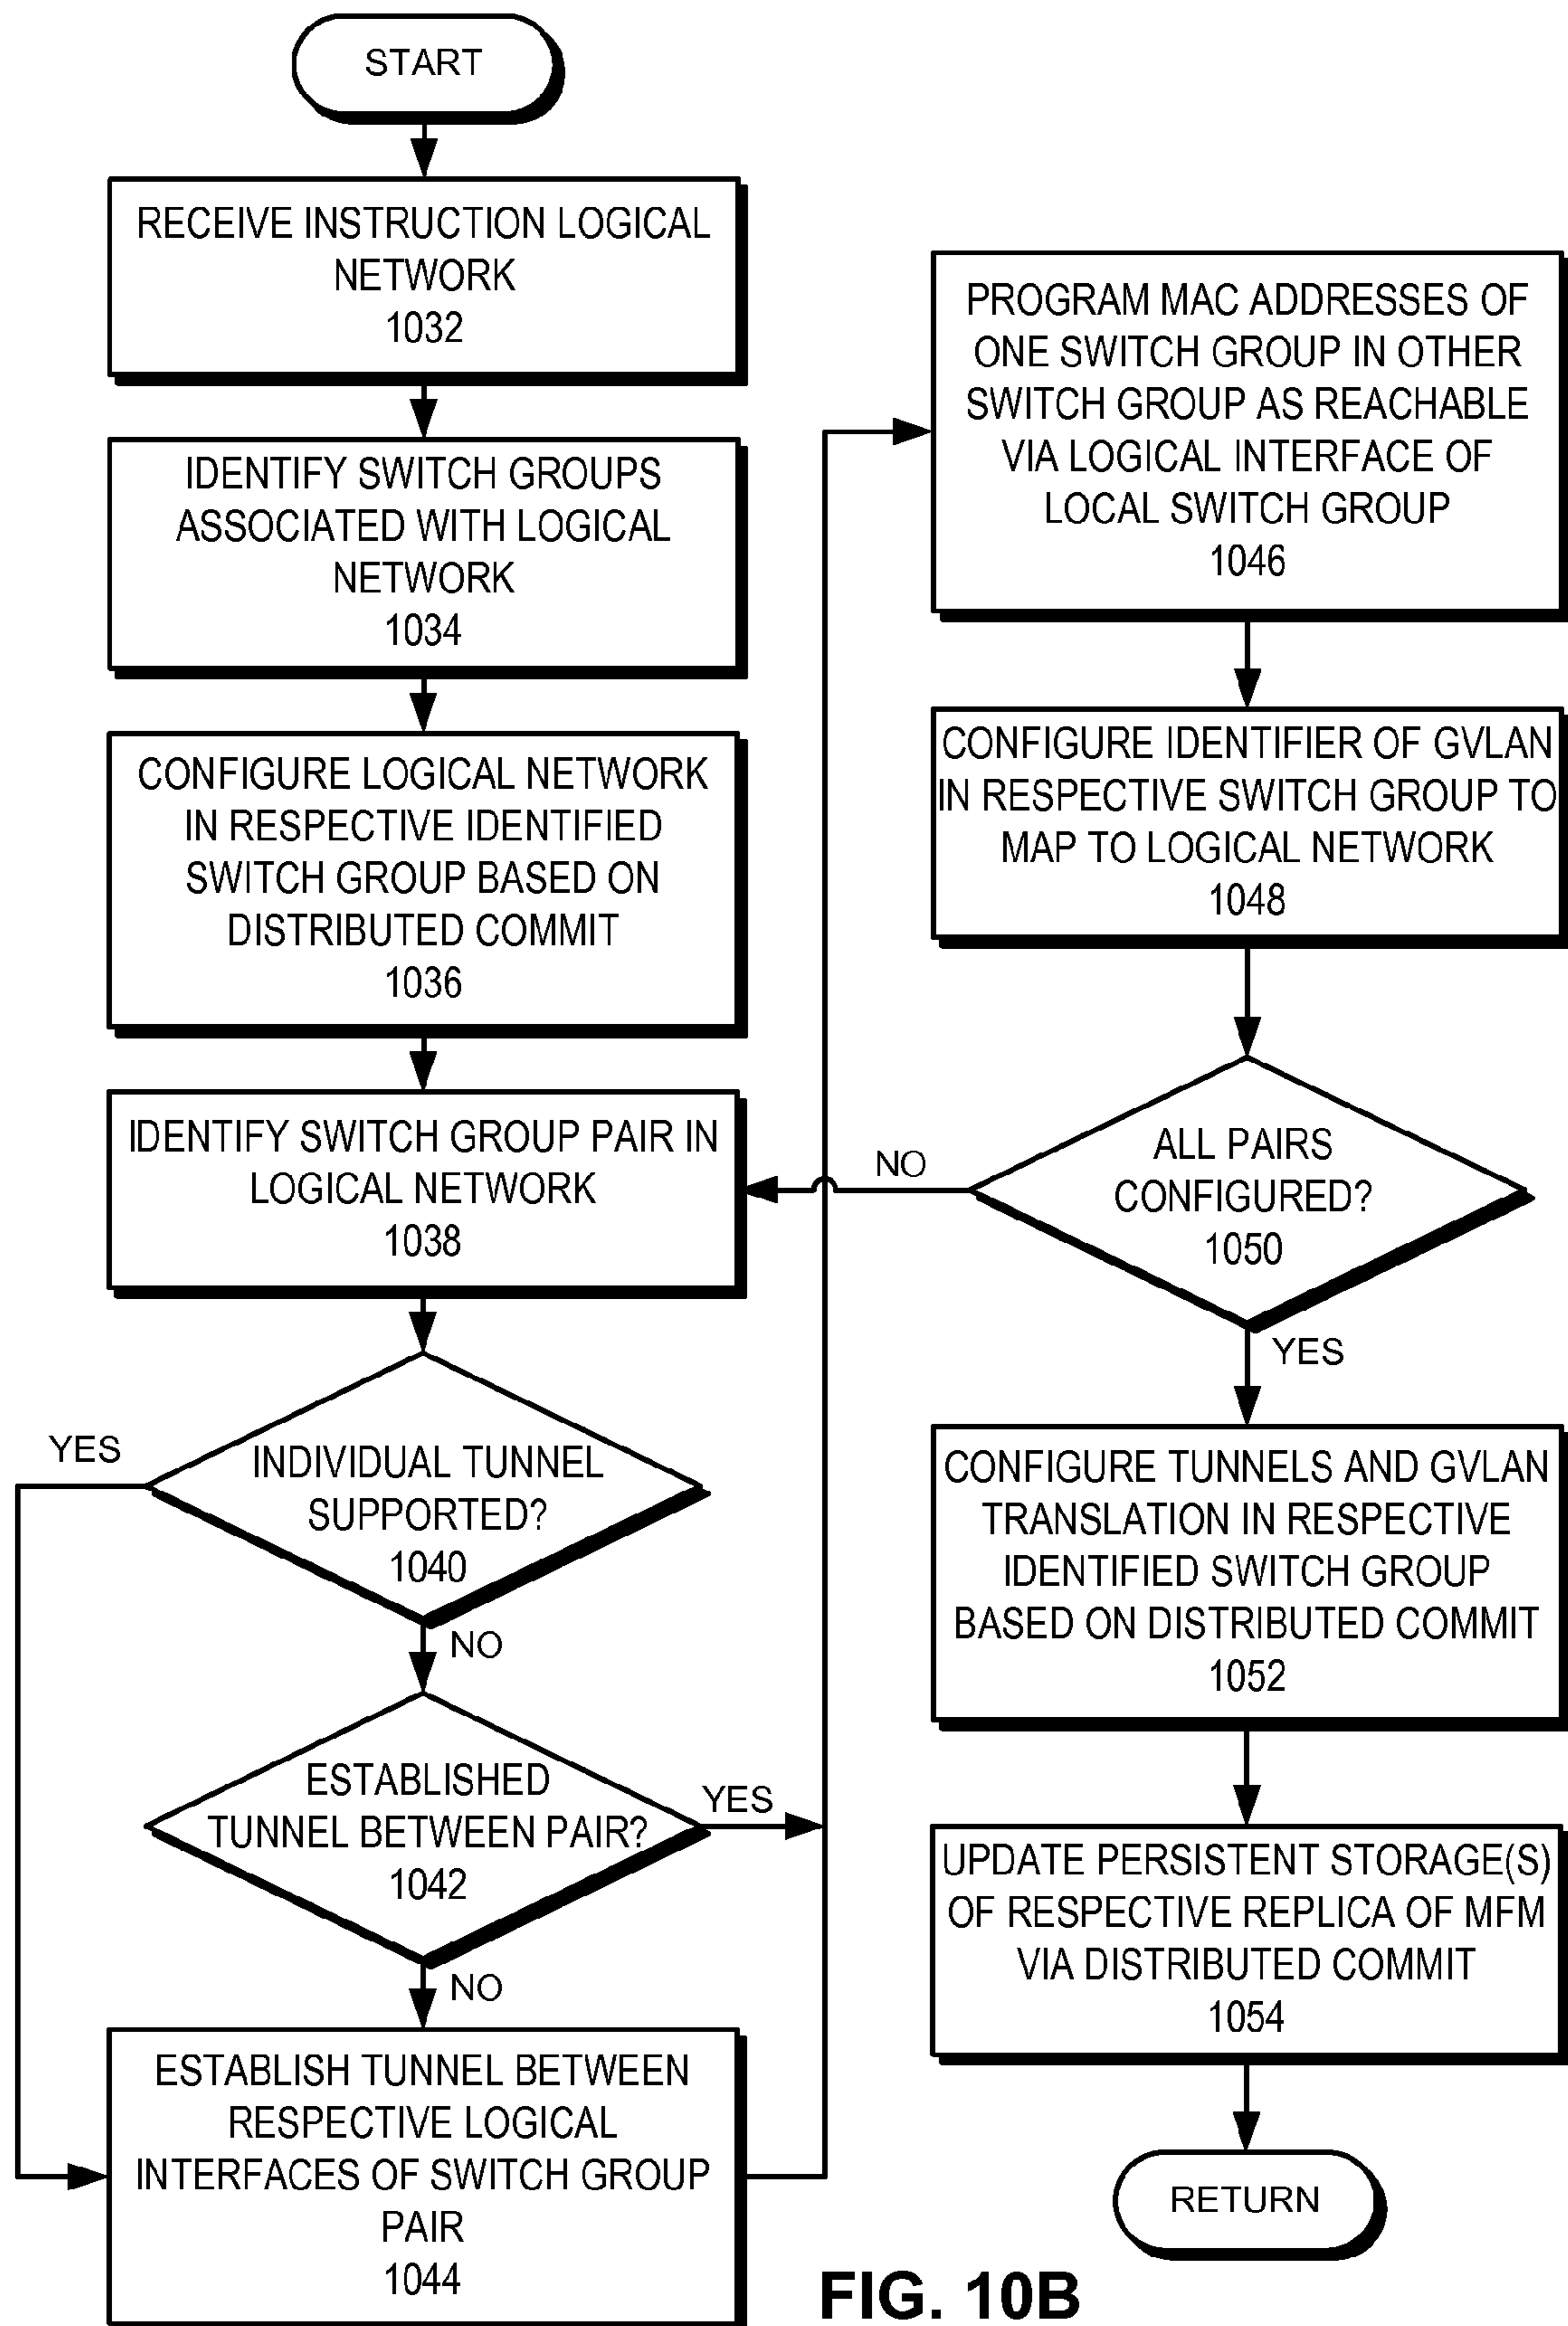 START
RECEIVE INSTRUCTION LOGICAL
NETWORK
1032
IDENTIFY SWITCH GROUPS
ASSOCIATED WITH LOGICAL
NETWORK
1034
CONFIGURE LOGICAL NETWORK
IN RESPECTIVE IDENTIFIED
SWITCH GROUP BASED ON
DISTRIBUTED COMMIT
1036
IDENTIFY SWITCH GROUP PAIR IN
LOGICAL NETWORK
1038
YES
INDIVIDUAL TUNNEL
SUPPORTED?
1040
NO
ESTABLISHED
TUNNEL BETWEEN PAIR?
1042
YES
NO
ESTABLISH TUNNEL BETWEEN
RESPECTIVE LOGICAL
INTERFACES OF SWITCH GROUP
PAIR
1044
PROGRAM MAC ADDRESSES OF
ONE SWITCH GROUP IN OTHER
SWITCH GROUP AS REACHABLE
VIA LOGICAL INTERFACE OF
LOCAL SWITCH GROUP
1046
CONFIGURE IDENTIFIER OF GVLAN
IN RESPECTIVE SWITCH GROUP TO
MAP TO LOGICAL NETWORK
1048
NO
ALL PAIRS
CONFIGURED?
1050
YES
CONFIGURE TUNNELS AND GVLAN
TRANSLATION IN RESPECTIVE
IDENTIFIED SWITCH GROUP
BASED ON DISTRIBUTED COMMIT
1052
UPDATE PERSISTENT STORAGE(S)
OF RESPECTIVE REPLICA OF MFM
VIA DISTRIBUTED COMMIT
1054
RETURN
FIG. 10B